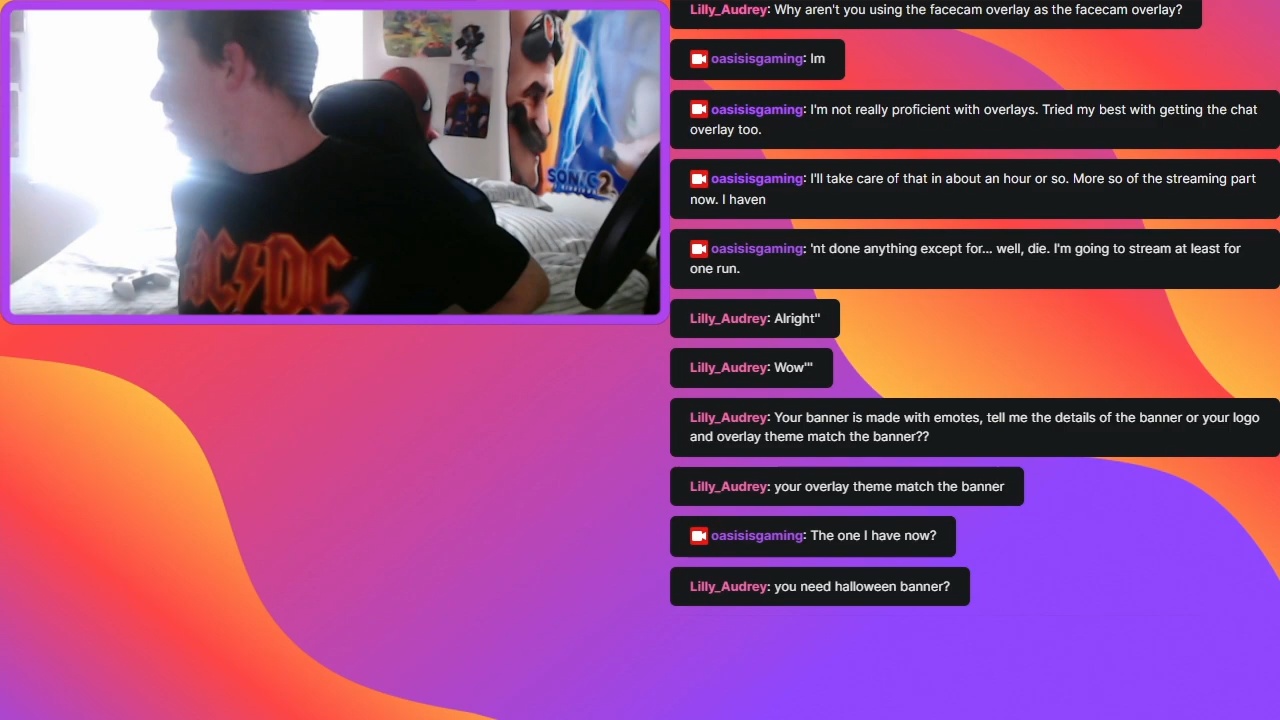 Lilly_Audrey: Why aren't you using the facecam overlay as the facecam overlay?
oasisisgaming: Im
oasisisgaming: I'm not really proficient with overlays. Tried my best with getting the chat
overlay too.
oasisisgaming: I'll take care of that in about an hour or so. More so of the streaming part
now. I haven
oasisisgaming: 'nt done anything except for... well, die. I'm going to stream at least for
one run.
Lilly_Audrey: Alright"
Lilly_Audrey: Wow'"
Lilly_Audrey: Your banner is made with emotes, tell me the details of the banner or your logo
and overlay theme match the banner??
Lilly_Audrey: your overlay theme match the banner
oasisisgaming: The one I have now?
Lilly_Audrey: you need halloween banner?
SONIC 2
AC/DC